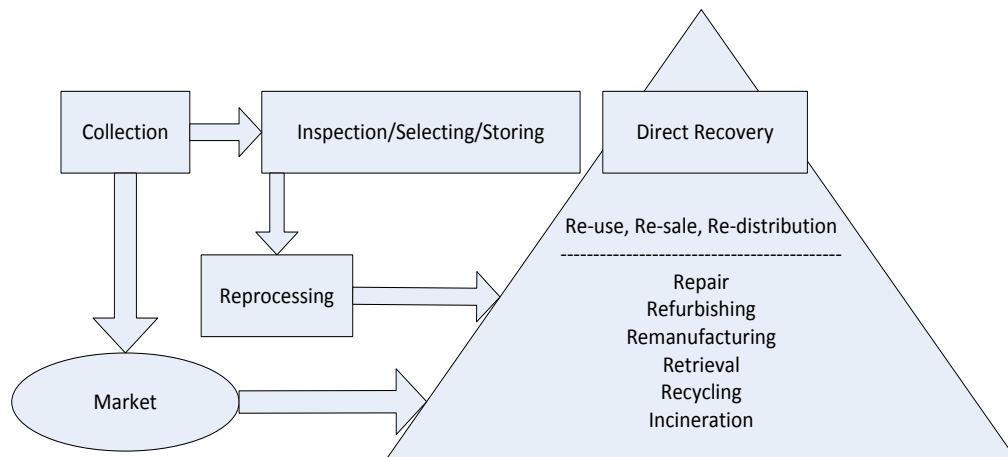 Collection
Inspection/Selecting/Storing
Direct Recovery
Re-use, Re-sale, Re-distribution
Reprocessing
Repair
Refurbishing
Remanufacturing
Retrieval
Recycling
Incineration
Market